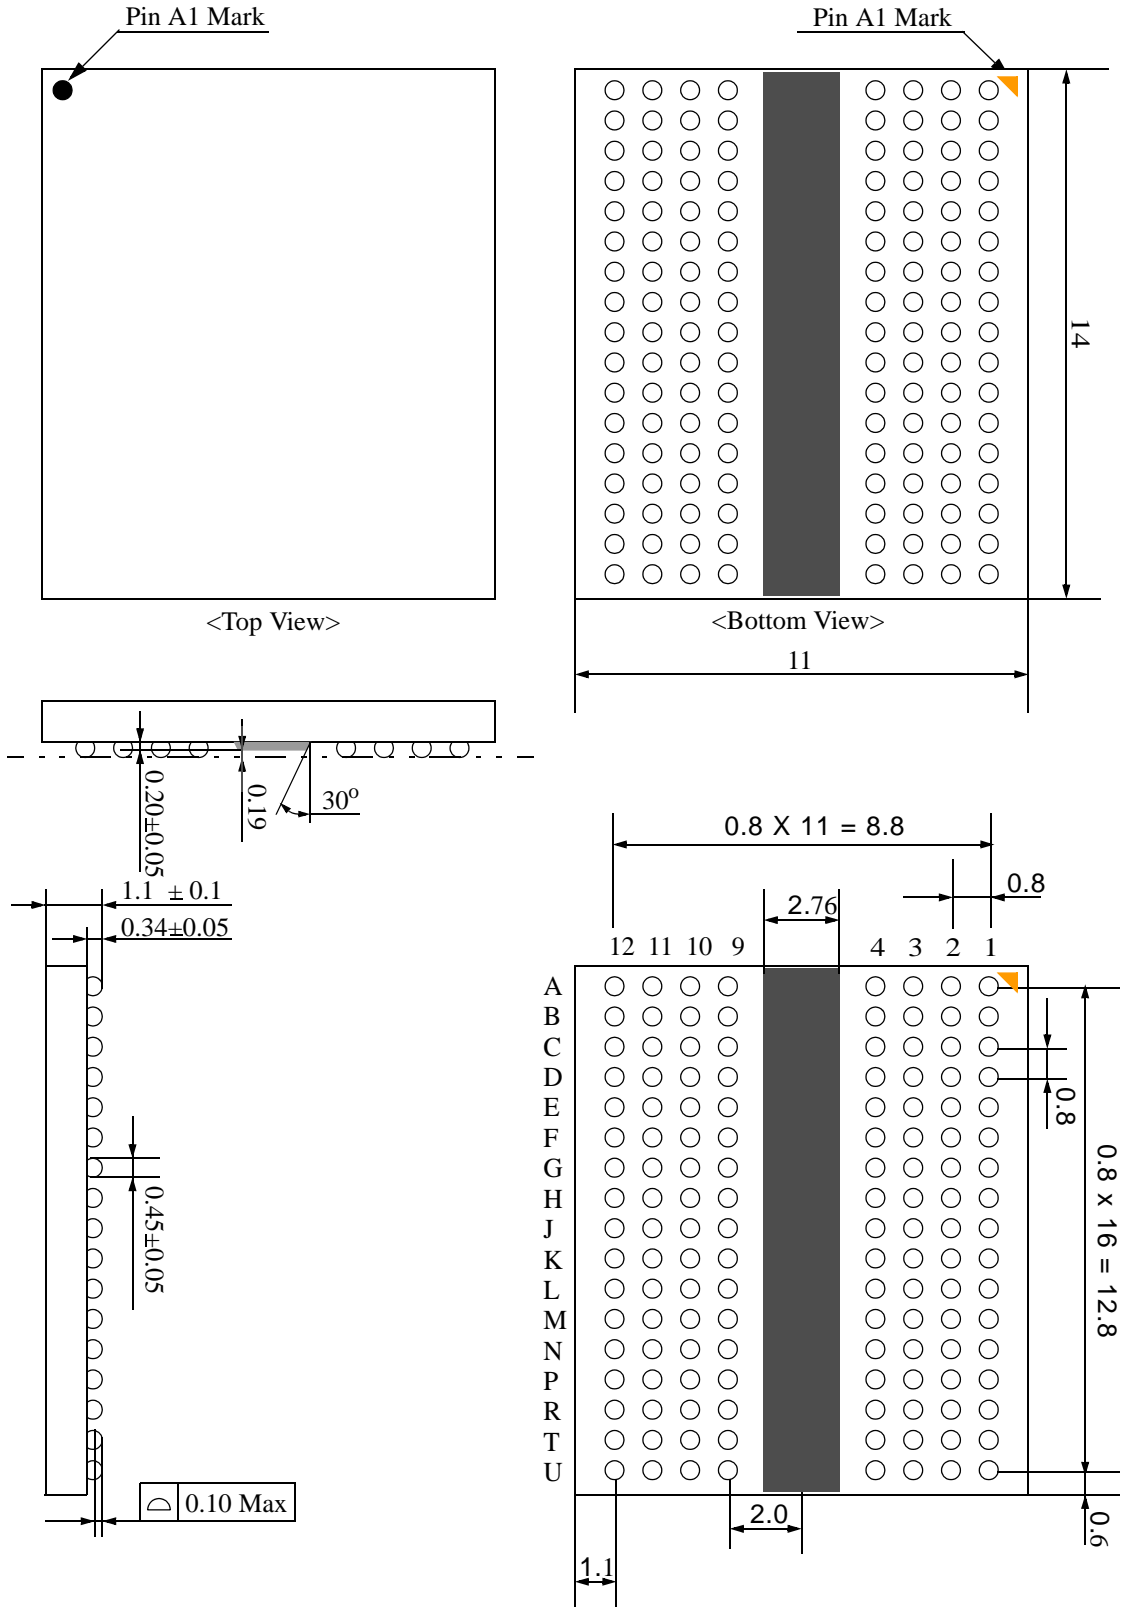 Pin A1 Mark
Pin A1 Mark
14
<Top View>
<Bottom View>
11
0.20±0.05
0.19
30o
0.8 X 11 = 8.8
1.1 ± 0.1
0.8
2.76
0.34±0.05
12 11 10 9 4 3 2 1
A
B
C
D
0.8
E
F
G
H
0.45±0.05
0.8 x 16 = 12.8
J
K
L
M
N
P
R
T
U
0.10 Max
2.0
0.6
1.1